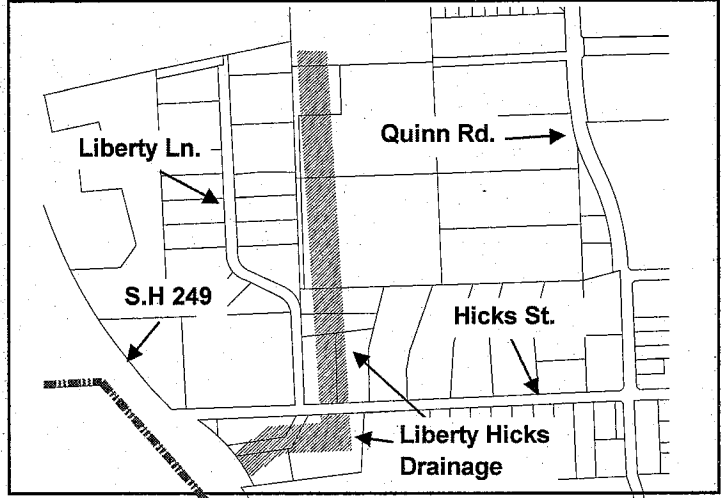 Quinn Rd.
Liberty Ln.
S.H 249
Hicks St.
Liberty Hicks
Drainage